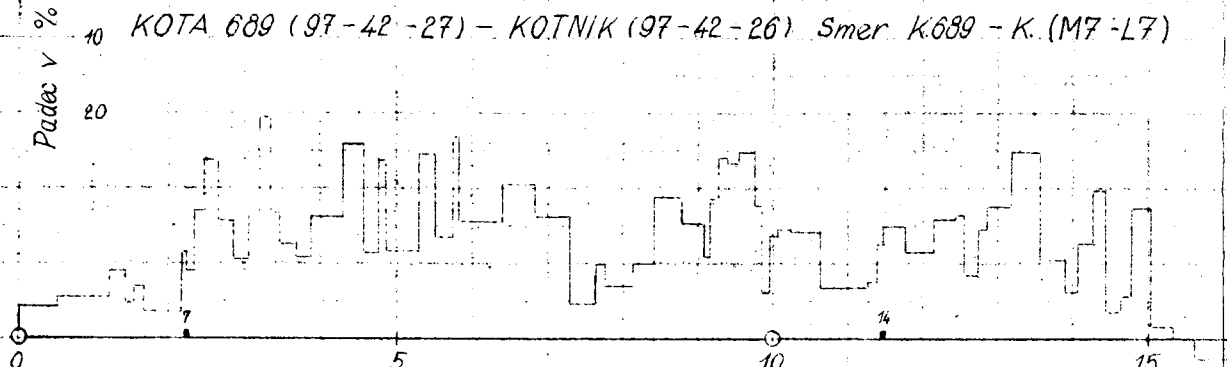 KOTA 689 (97-42-27) - KOTNIK (97-42-26) Smer K689 - K. (M7-L7)
Padec v %
40
20
7
14
0 5 10 15